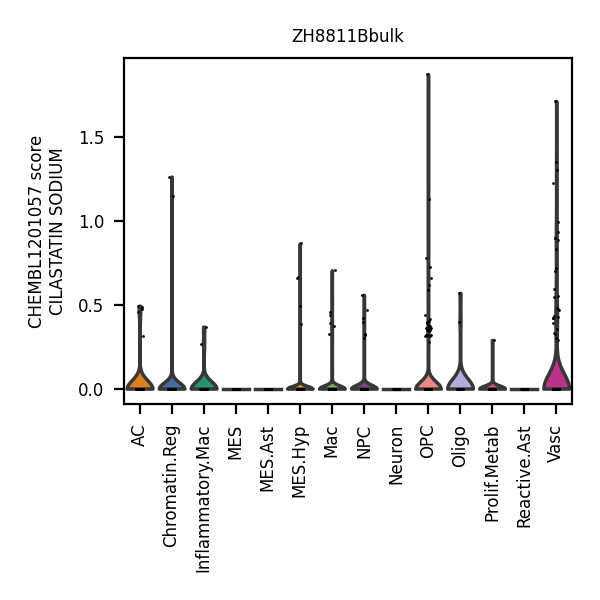 ZH8811Bbulk
CHEMBL1201057 score
CILASTATIN SODIUM
1.5
1.0
0.5
0.0
AC
Chromatin.Reg
Inflammatory.Mac
MES
MES.Ast
MES.Hyp
Mac
NPC
Neuron
OPC
Oligo
Prolif.Metab
Reactive.Ast
Vasc